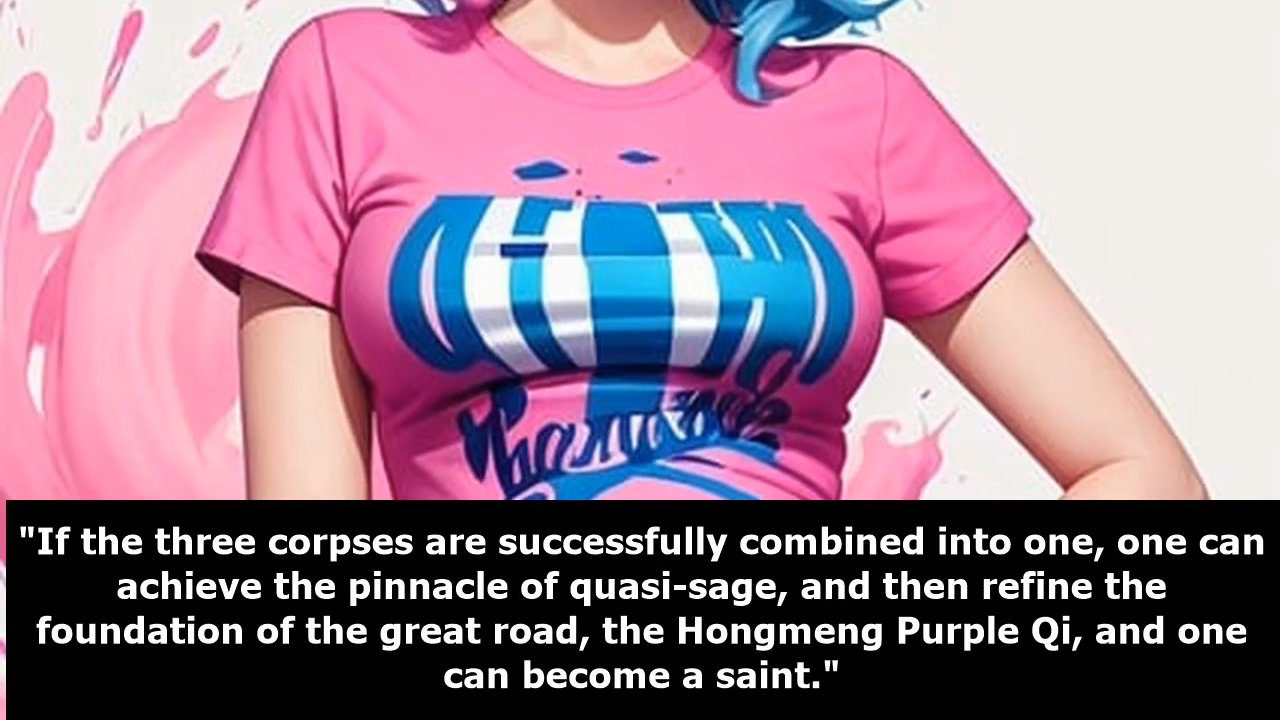 "If the three corpses are successfully combined into one, one can
achieve the pinnacle of quasi-sage, and then refine the
foundation of the great road, the Hongmeng Purple Qi, and one
can become a saint."